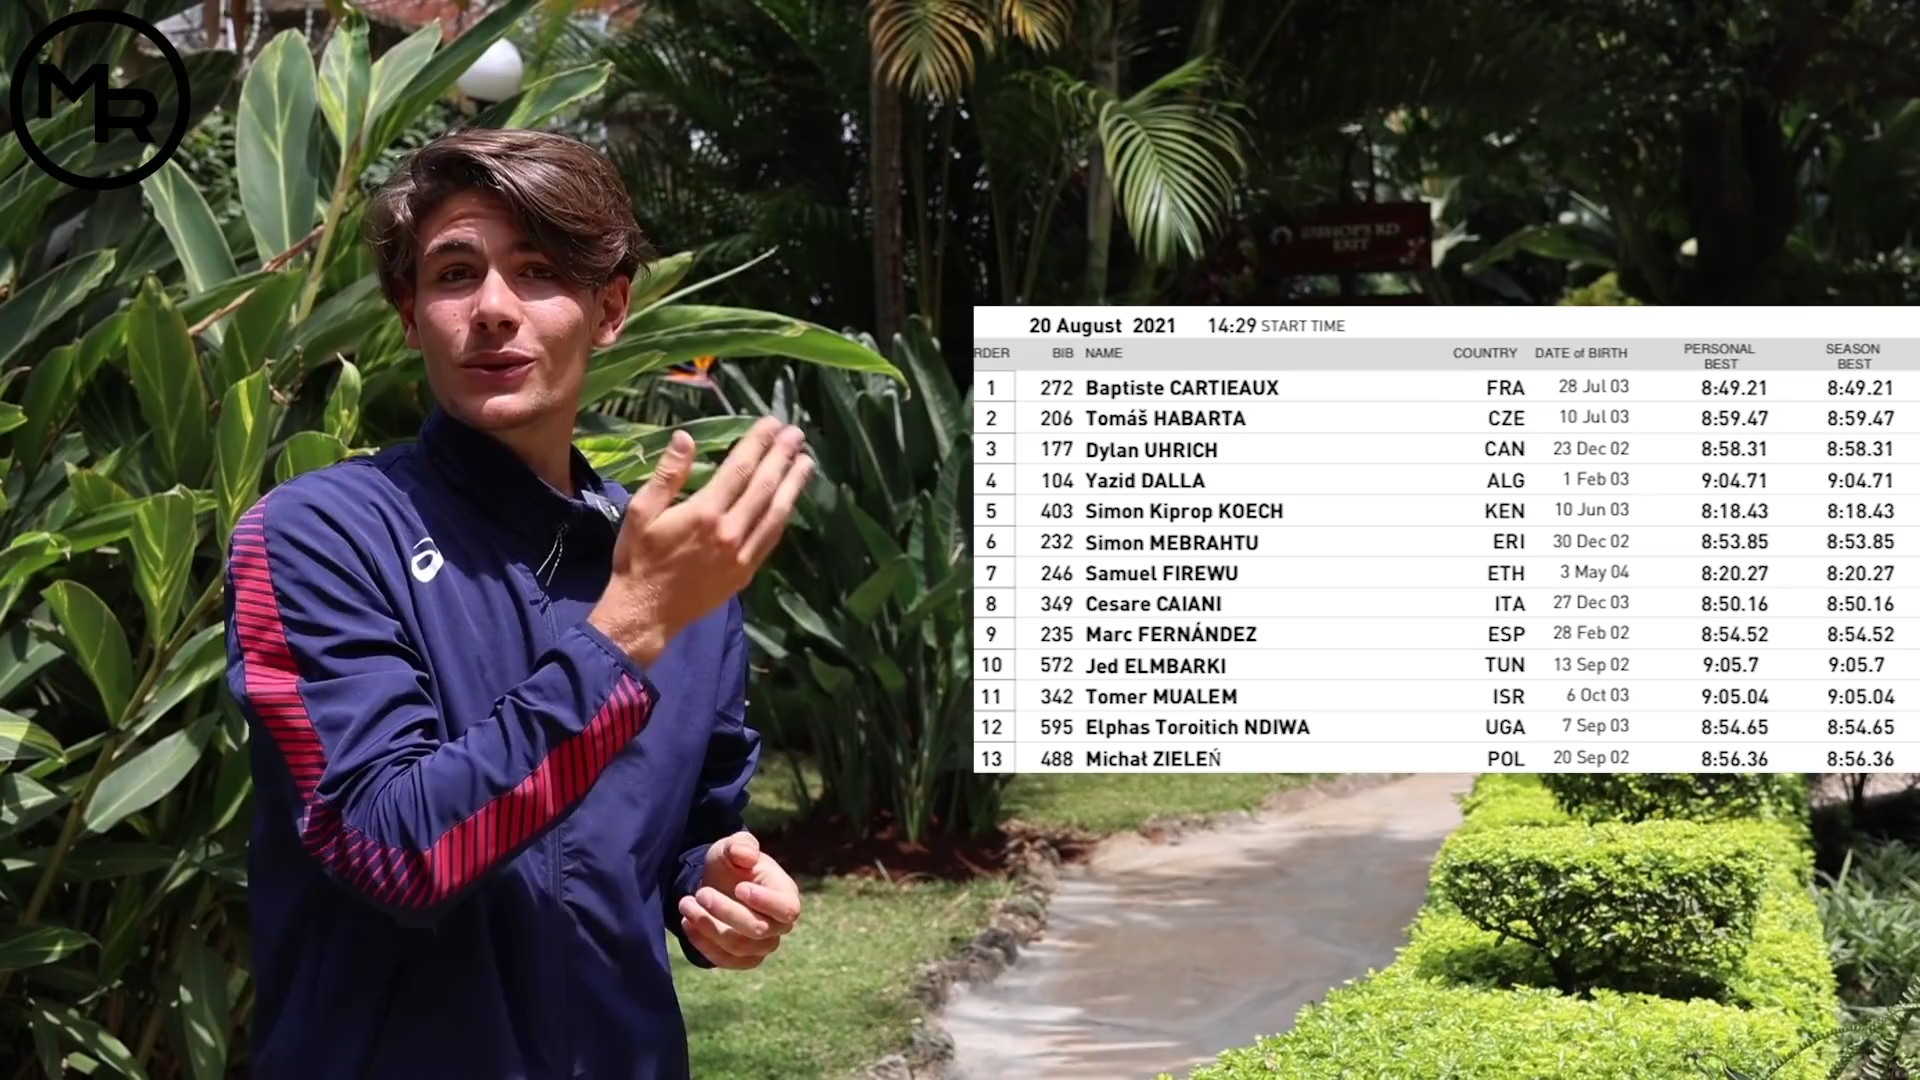 MR
BISHOPS RD
EXIT
20 August 2021 14:29 START TIME
RDER BIB NAME COUNTRY DATE of BIRTH PERSONAL BEST SEASON BEST
1 272 Baptiste CARTIEAUX FRA 28 Jul 03 8:49.21 8:49.21
2 206 Tomáš HABARTA CZE 10 Jul 03 8:59.47 8:59.47
3 177 Dylan UHRICH CAN 23 Dec 02 8:58.31 8:58.31
4 104 Yazid DALLA ALG 1 Feb 03 9:04.71 9:04.71
5 403 Simon Kiprop KOECH KEN 10 Jun 03 8:18.43 8:18.43
6 232 Simon MEBRAHTU ERI 30 Dec 02 8:53.85 8:53.85
7 246 Samuel FIREWU ETH 3 May 04 8:20.27 8:20.27
8 349 Cesare CAIANI ITA 27 Dec 03 8:50.16 8:50.16
9 235 Marc FERNÁNDEZ ESP 28 Feb 02 8:54.52 8:54.52
10 572 Jed ELMBARKI TUN 13 Sep 02 9:05.7 9:05.7
11 342 Tomer MUALEM ISR 6 Oct 03 9:05.04 9:05.04
12 595 Elphas Toroitich NDIWA UGA 7 Sep 03 8:54.65 8:54.65
13 488 Michał ZIELEŃ POL 20 Sep 02 8:56.36 8:56.36